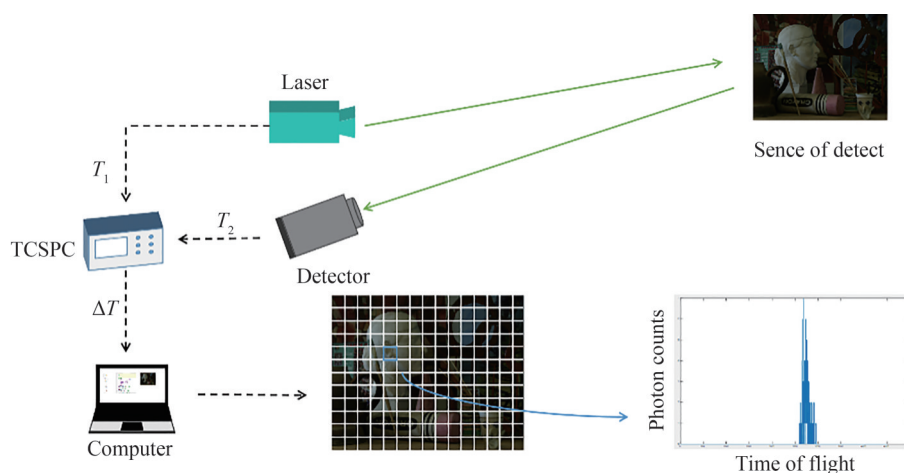 Laser
Sence of detect
T1
T2
TCSPC
Detector
ΔT
Computer
Photon counts
Time of flight